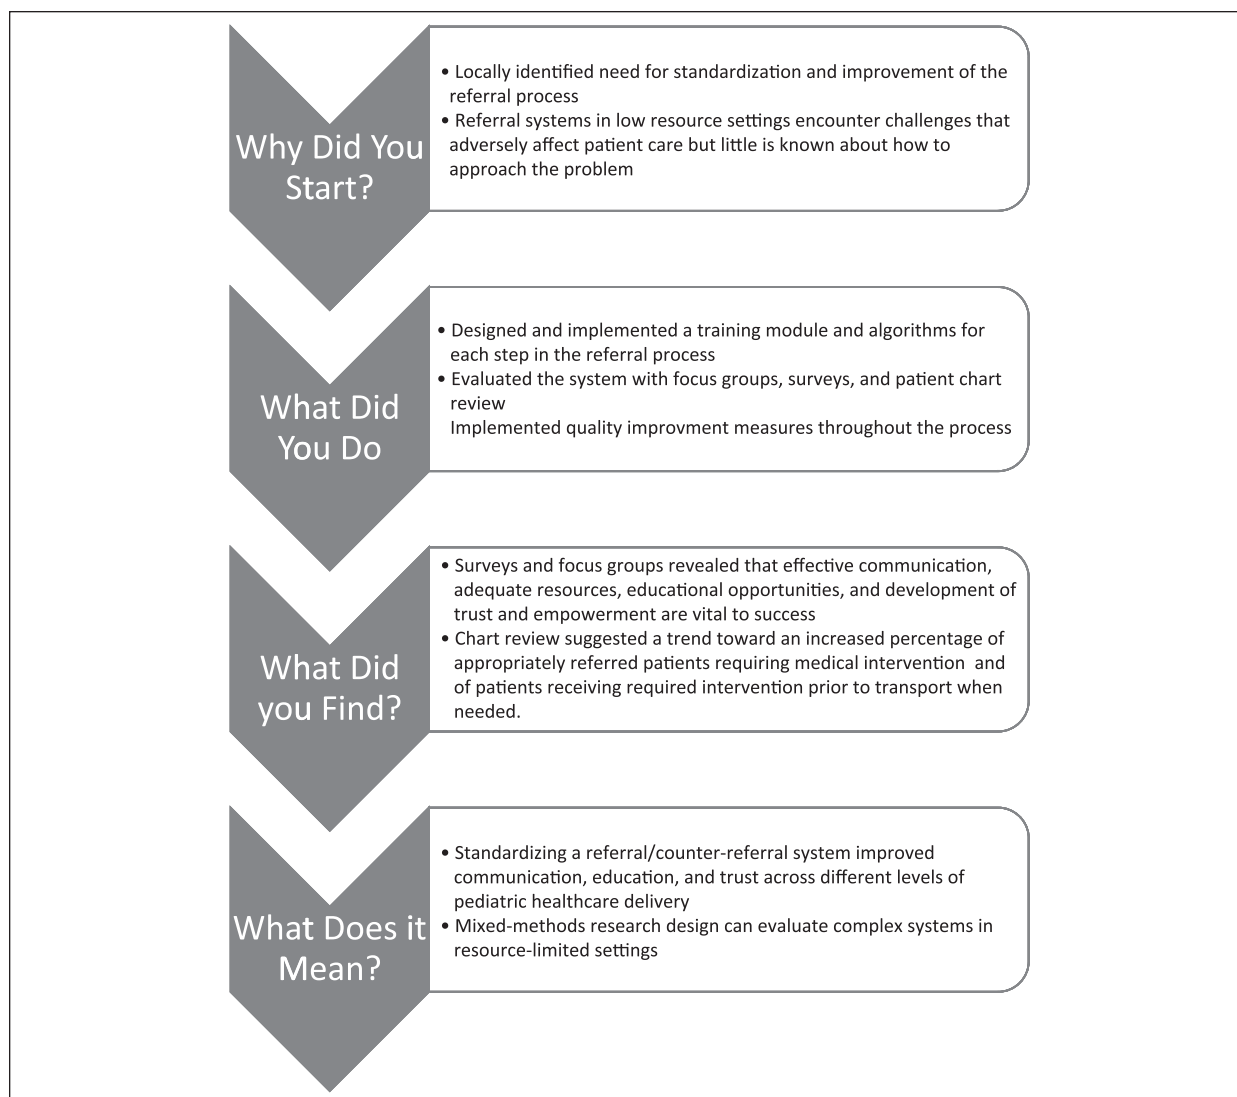 Why Did You
Start?
• Locally identified need for standardization and improvement of the
referral process
• Referral systems in low resource settings encounter challenges that
adversely affect patient care but little is known about how to
approach the problem
What Did
You Do
• Designed and implemented a training module and algorithms for
each step in the referral process
• Evaluated the system with focus groups, surveys, and patient chart
review
Implemented quality improvment measures throughout the process
What Did
you Find?
• Surveys and focus groups revealed that effective communication,
adequate resources, educational opportunities, and development of
trust and empowerment are vital to success
• Chart review suggested a trend toward an increased percentage of
appropriately referred patients requiring medical intervention and
of patients receiving required intervention prior to transport when
needed.
What Does it
Mean?
• Standardizing a referral/counter-referral system improved
communication, education, and trust across different levels of
pediatric healthcare delivery
• Mixed-methods research design can evaluate complex systems in
resource-limited settings